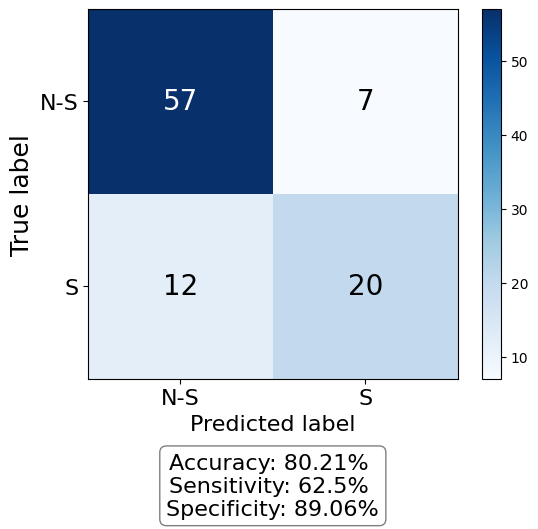 True label
N-S
57
7
S
12
20
N-S
S
Predicted label
50
40
30
20
10
Accuracy: 80.21%
Sensitivity: 62.5%
Specificity: 89.06%